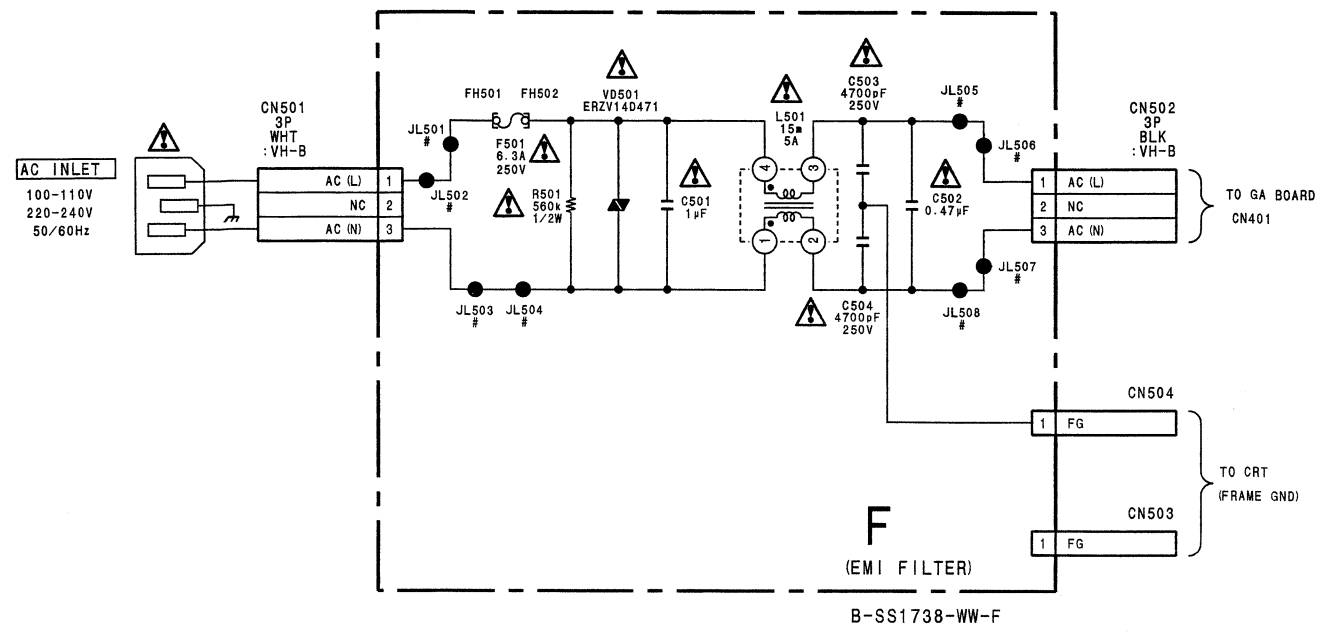 AC INLET
100-110V
220-240V
50/60Hz
CN501
3P
WHT
:VH-B
AC (L) 1
NC 2
AC (N) 3
JL501
#
JL502
#
JL503
#
JL504
#
FH501 FH502
F501
6.3A
250V
R501
560k
1/2W
VD501
ERZV14D471
C501
1µF
L501
15m
5A
4
3
1
2
C503
4700pF
250V
C504
4700pF
250V
C502
0.47µF
JL505
#
JL506
#
JL507
#
JL508
#
CN502
3P
BLK
:VH-B
1 AC (L)
2 NC
3 AC (N)
TO GA BOARD
CN401
CN504
1 FG
CN503
1 FG
TO CRT
(FRAME GND)
F
(EMI FILTER)
B-SS1738-WW-F